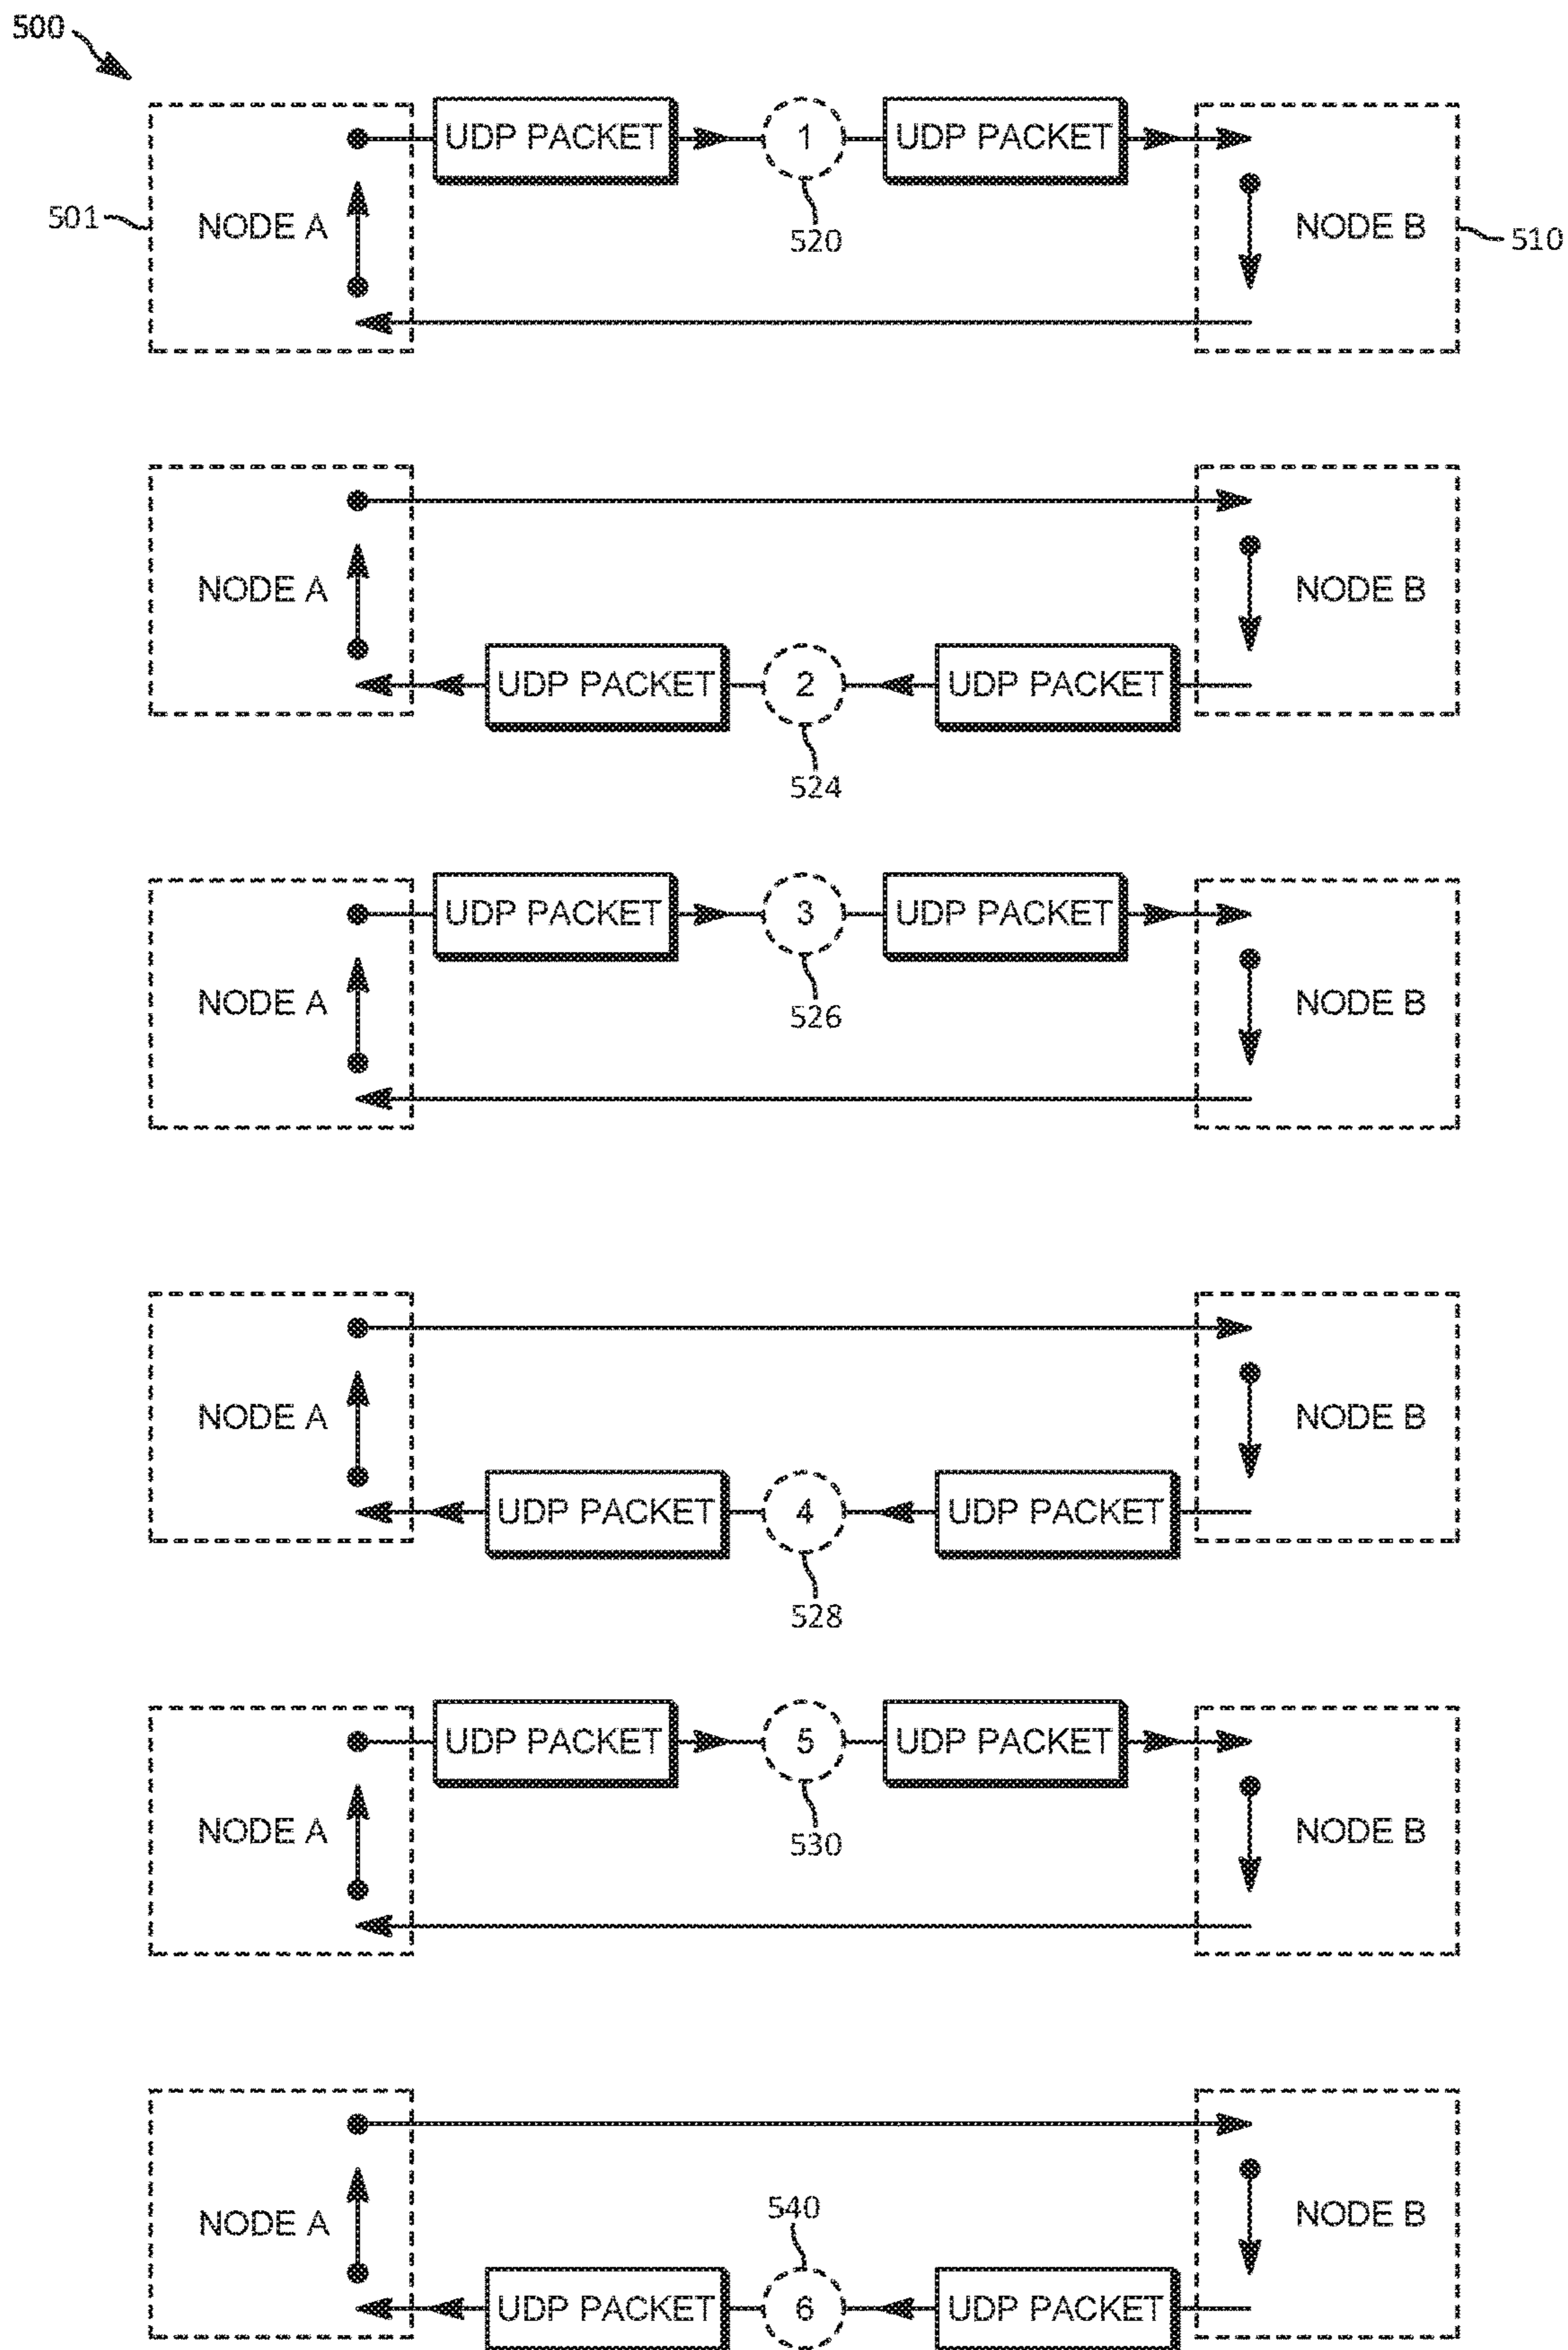 500
UDP PACKET 1 UDP PACKET
501 NODE A 520 NODE B 510
NODE A NODE B
UDP PACKET 2 UDP PACKET
524
UDP PACKET 3 UDP PACKET
NODE A 526 NODE B
NODE A NODE B
UDP PACKET 4 UDP PACKET
528
UDP PACKET 5 UDP PACKET
NODE A 530 NODE B
NODE A 540 NODE B
UDP PACKET 6 UDP PACKET